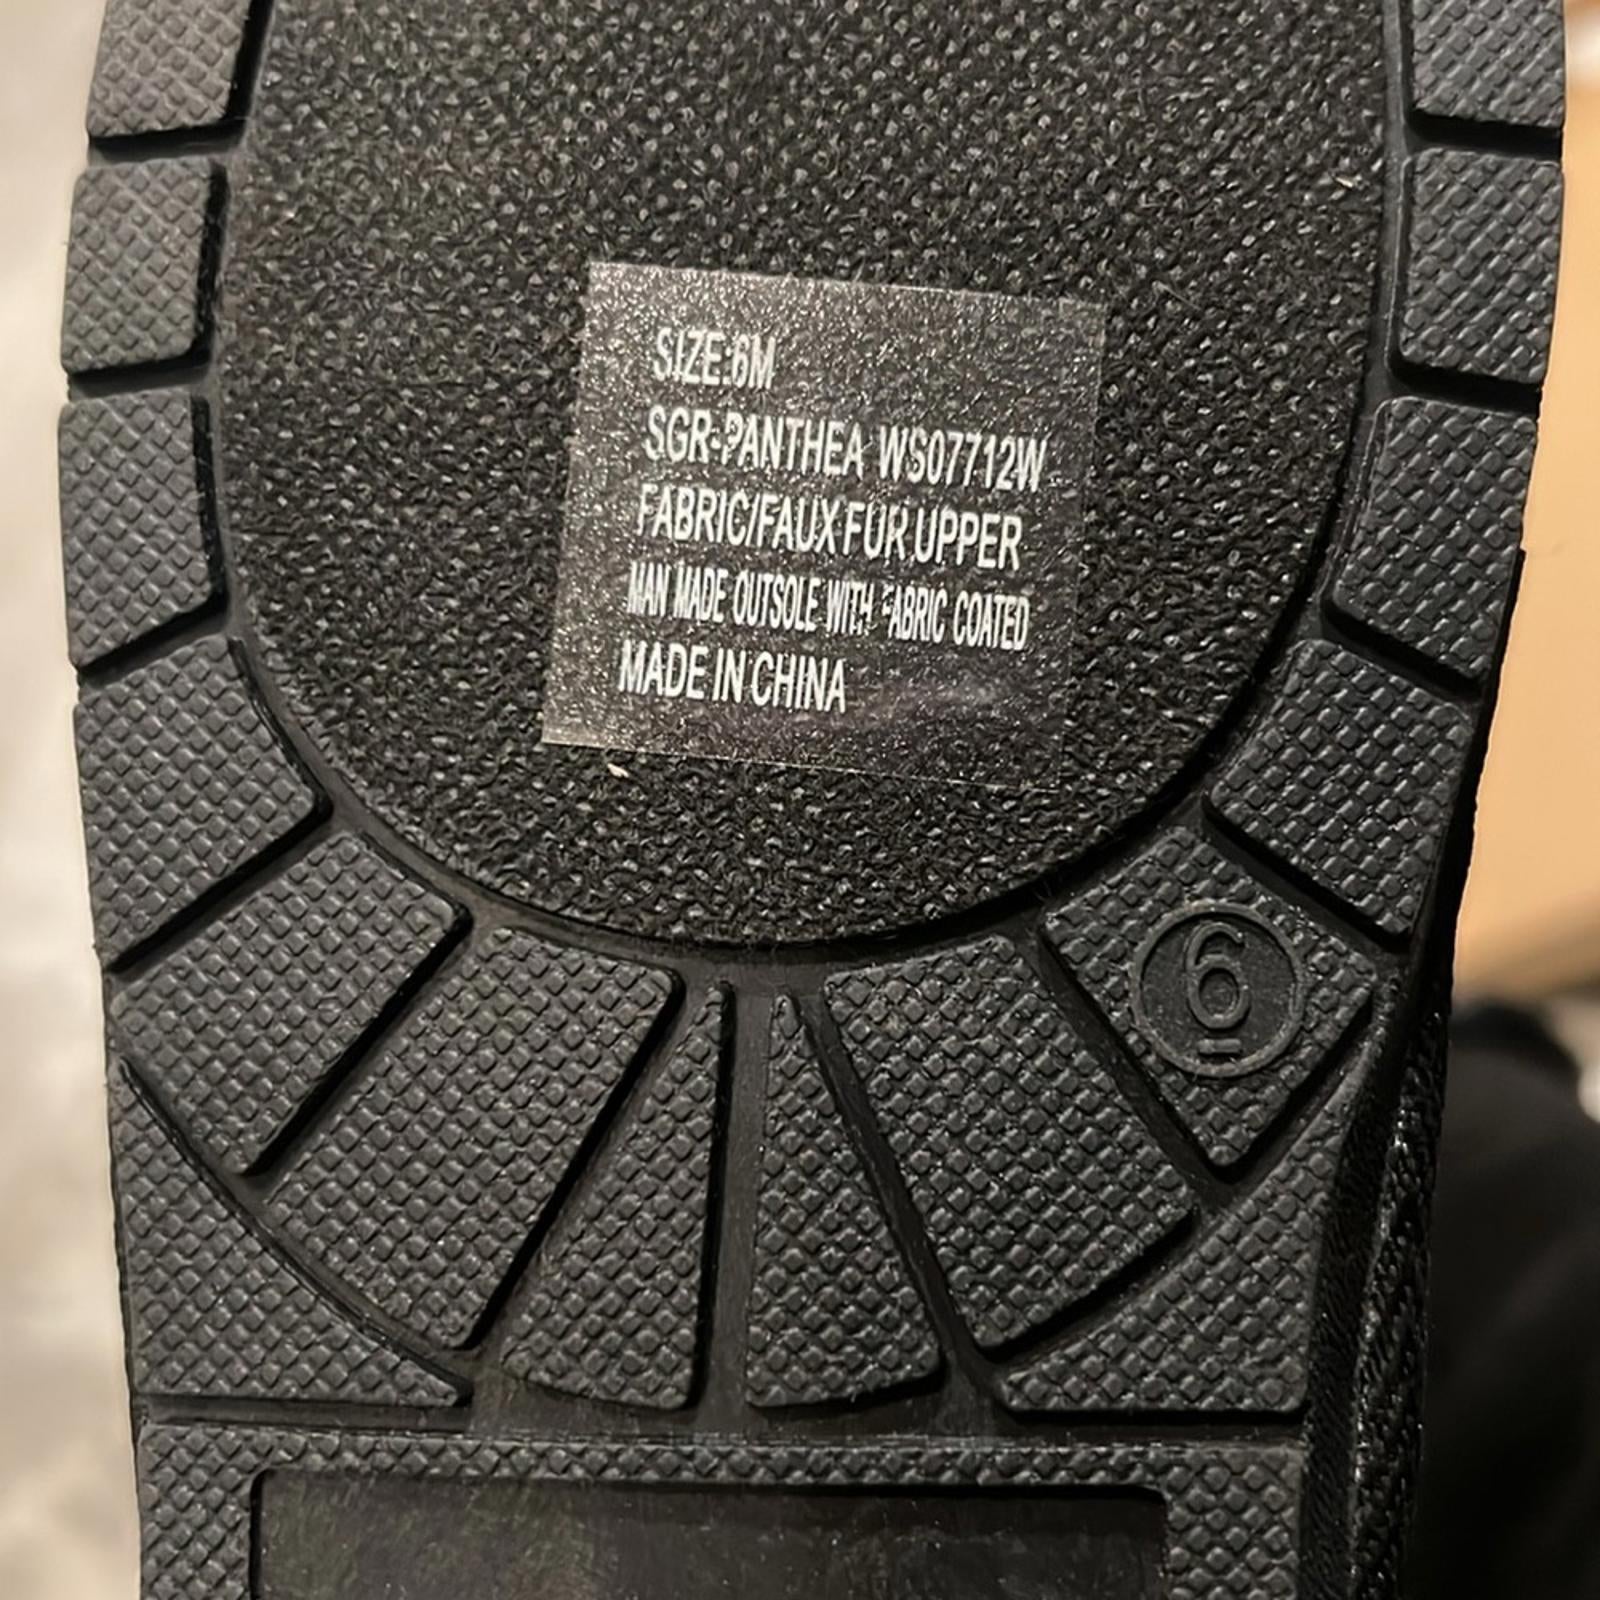 SIZE:6M
SGR-PANTHEA WS07712W
FABRIC/FAUX FUR UPPER
MAN MADE OUTSOLE WITH FABRIC COATED
MADE IN CHINA
6